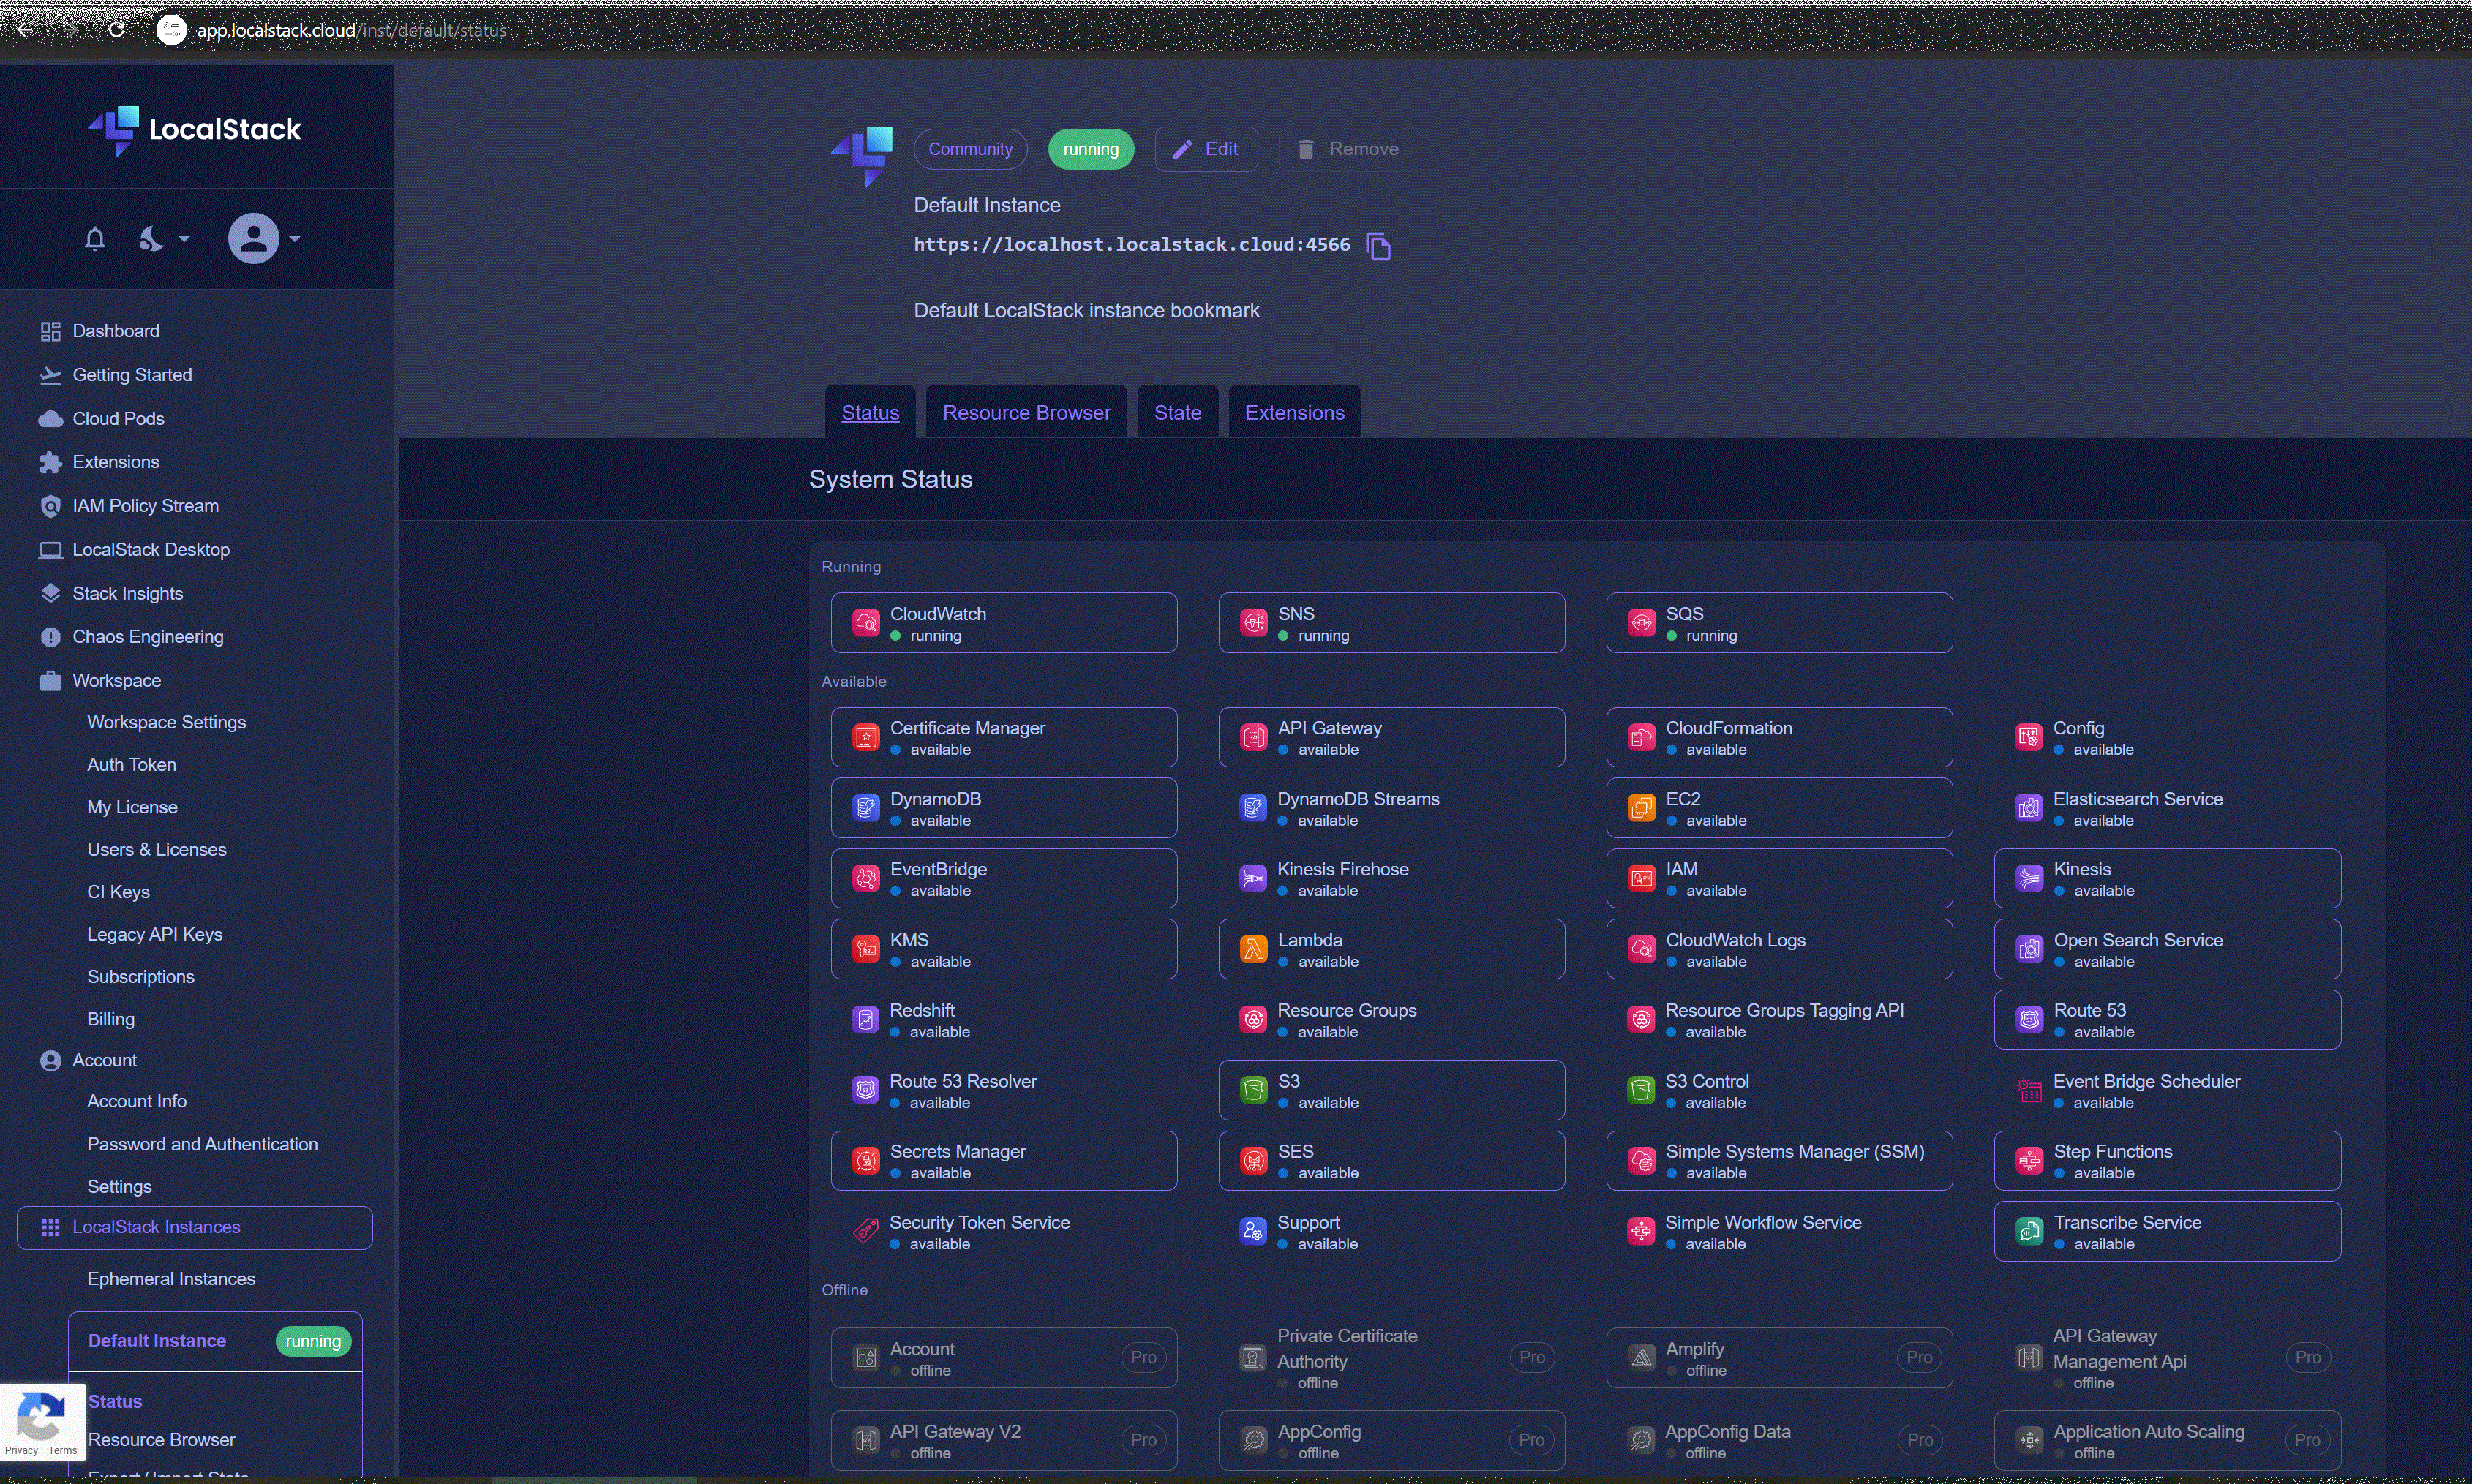 app.localstack.cloud/inst/default/status
LocalStack
Dashboard
Getting Started
Cloud Pods
Extensions
IAM Policy Stream
LocalStack Desktop
Stack Insights
Chaos Engineering
Workspace
Workspace Settings
Auth Token
My License
Users & Licenses
CI Keys
Legacy API Keys
Subscriptions
Billing
Account
Account Info
Password and Authentication
Settings
LocalStack Instances
Ephemeral Instances
Default Instance running
Status
Resource Browser
Export / Import State
Privacy · Terms
Community running Edit Remove
Default Instance
https://localhost.localstack.cloud:4566
Default LocalStack instance bookmark
Status Resource Browser State Extensions
System Status
Running
CloudWatch SNS SQS
running running running
Available
Certificate Manager API Gateway CloudFormation Config
available available available available
DynamoDB DynamoDB Streams EC2 Elasticsearch Service
available available available available
EventBridge Kinesis Firehose IAM Kinesis
available available available available
KMS Lambda CloudWatch Logs Open Search Service
available available available available
Redshift Resource Groups Resource Groups Tagging API Route 53
available available available available
Route 53 Resolver S3 S3 Control Event Bridge Scheduler
available available available available
Secrets Manager SES Simple Systems Manager (SSM) Step Functions
available available available available
Security Token Service Support Simple Workflow Service Transcribe Service
available available available available
Offline
Account Pro
offline
Private Certificate
Authority Pro
offline
Amplify Pro
offline
API Gateway
Management Api Pro
offline
API Gateway V2 Pro
offline
AppConfig Pro
offline
AppConfig Data Pro
offline
Application Auto Scaling Pro
offline